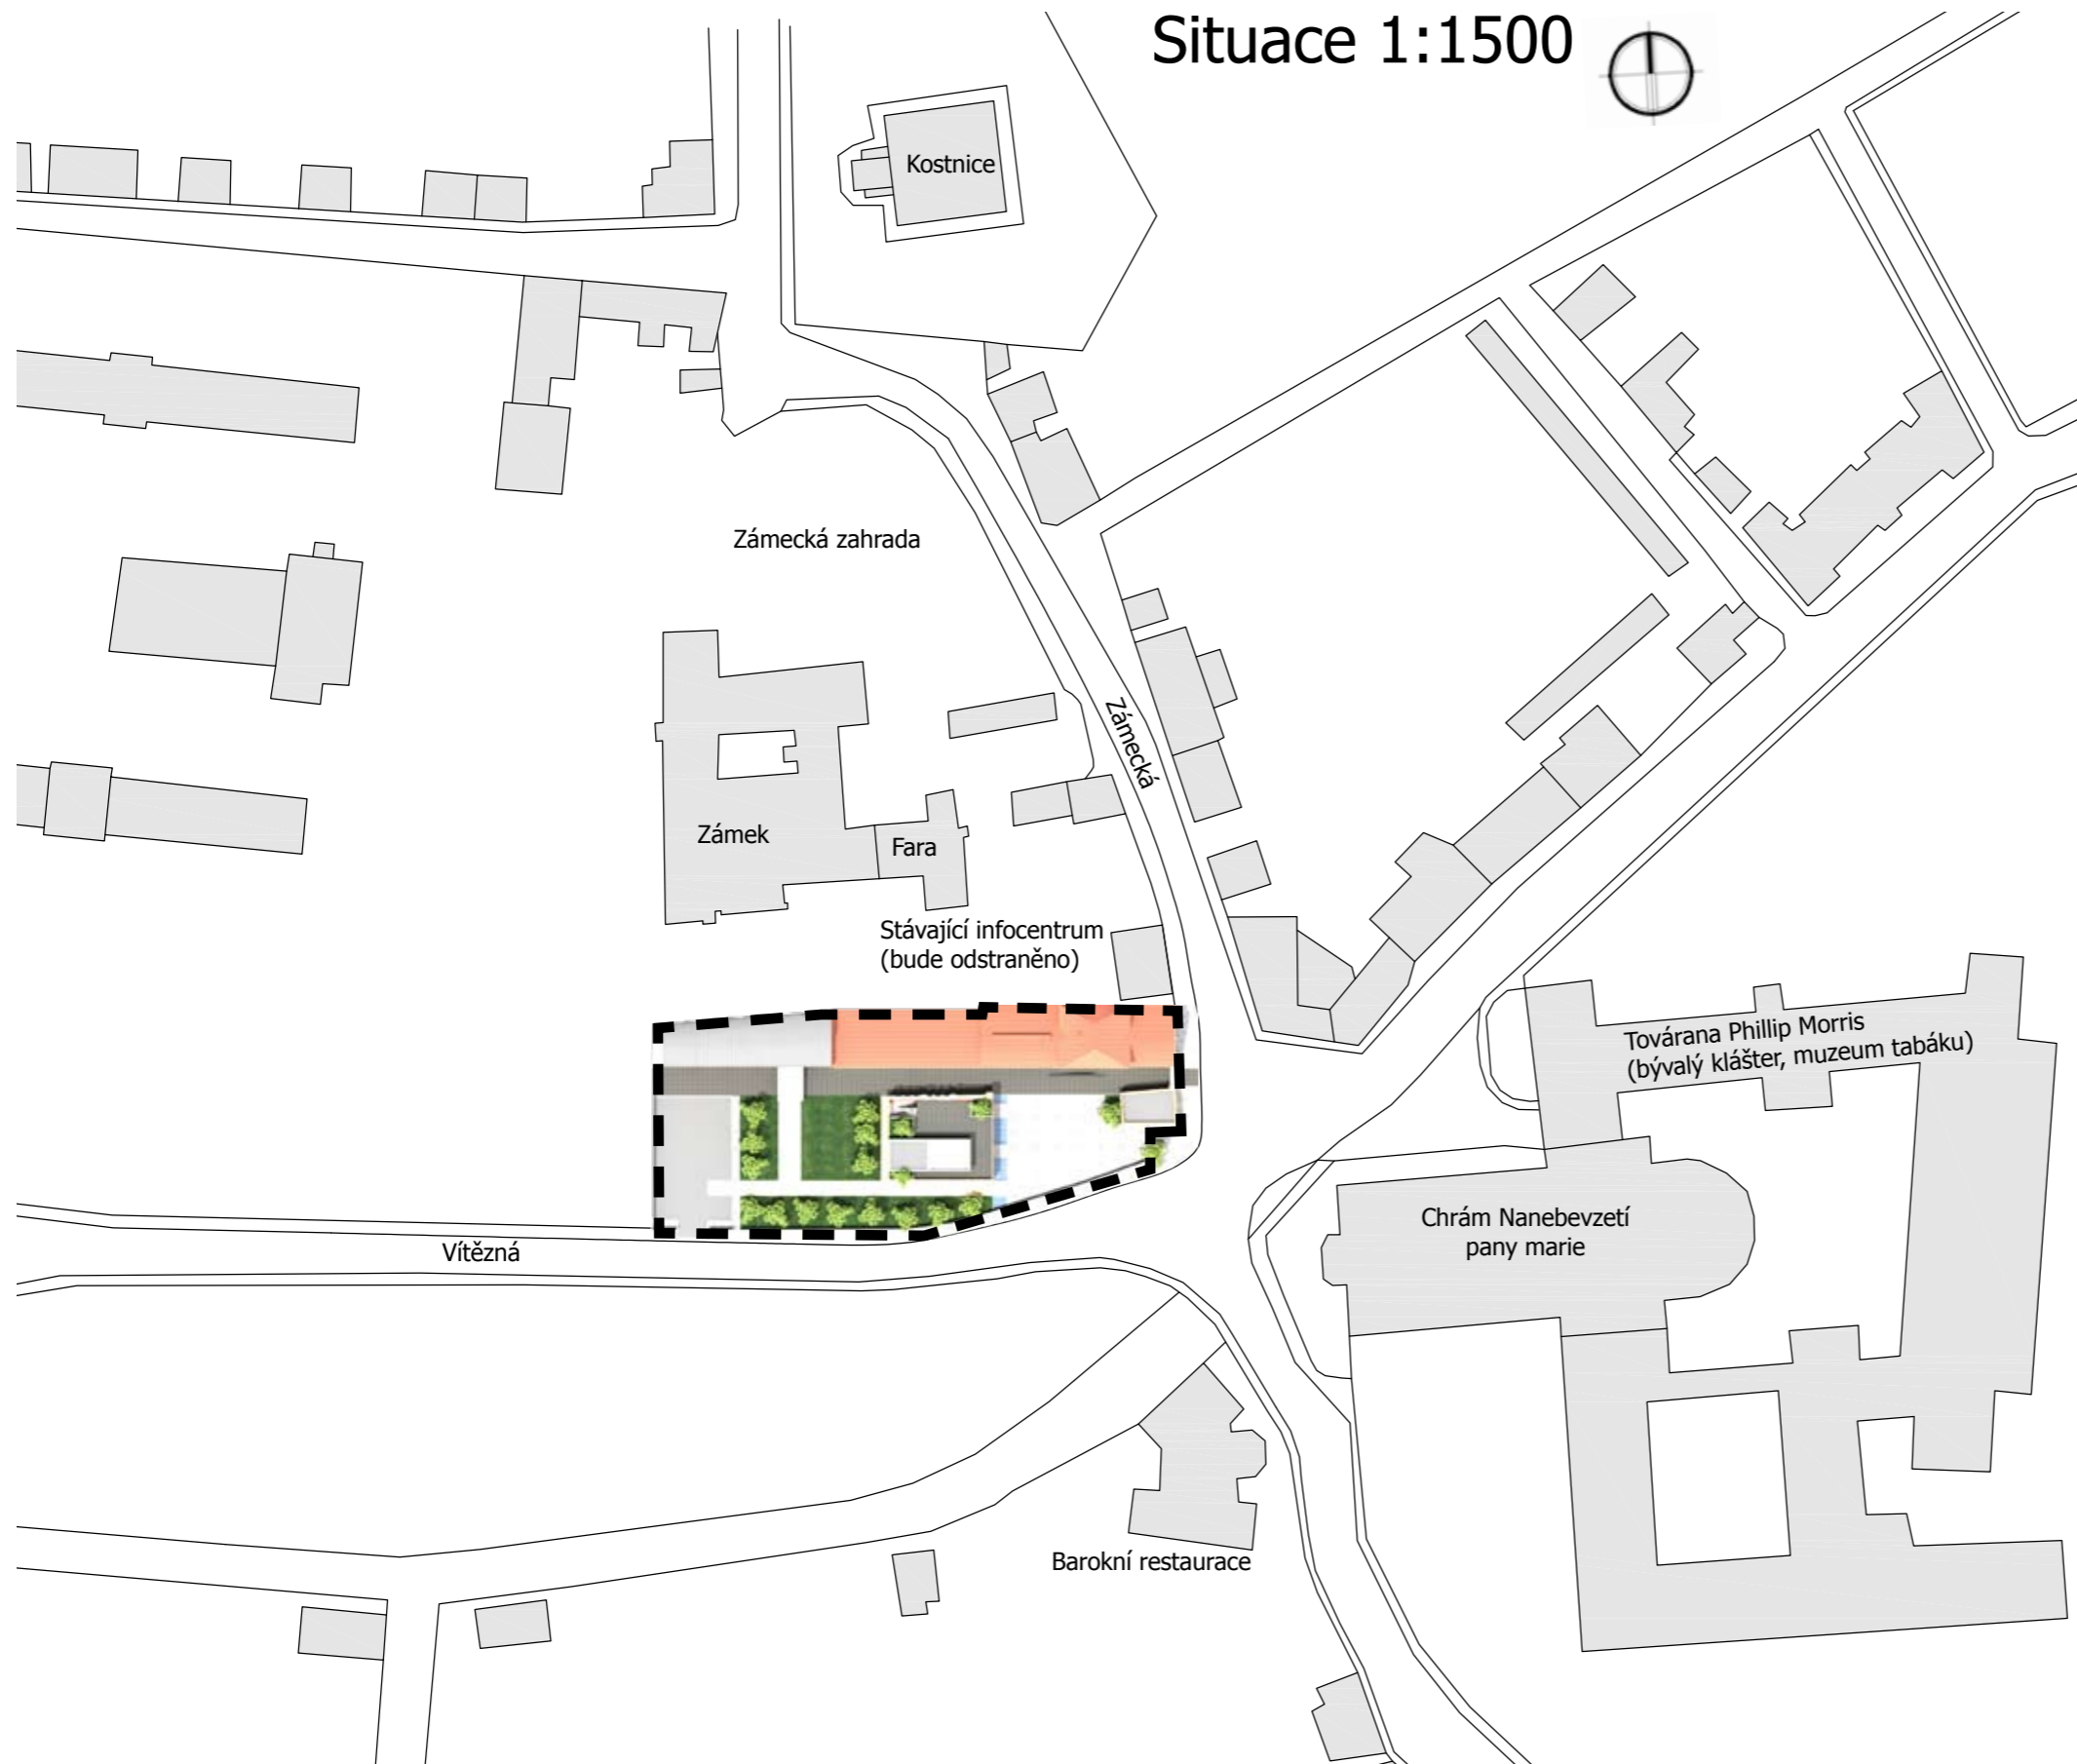 Situace 1:1500
Kostnice
Zámecká zahrada
Zámecká
Zámek
Fara
Stávající infocentrum
(bude odstraněno)
Továrana Phillip Morris
(bývalý klášter, muzeum tabáku)
Chrám Nanebevzetí
pany marie
Vítězná
Barokní restaurace